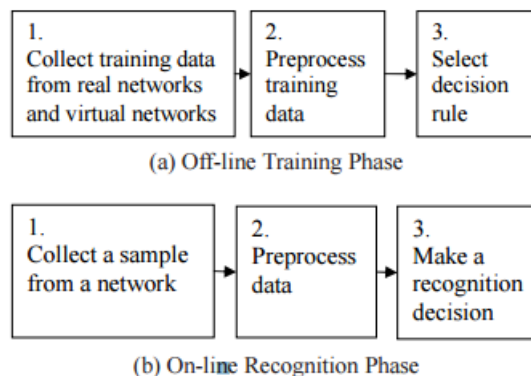 1.
Collect training data
from real networks
and virtual networks
2.
Preprocess
training
data
3.
Select
decision
rule
(a) Off-line Training Phase
1.
Collect a sample
from a network
2.
Preprocess
data
3.
Make a
recognition
decision
(b) On-line Recognition Phase